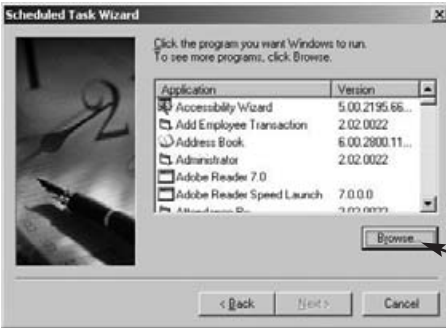 Scheduled Task Wizard
Click the program you want Windows to run.
To see more programs, click Browse.
Application Version
Accessibility Wizard 5.00.2195.66...
Add Employee Transaction 2.02.0022
Address Book 6.00.2800.11...
Administrator 2.02.0022
Adobe Reader 7.0
Adobe Reader Speed Launch 7.0.0.0
2.02.0022
Browse...
< Back Next > Cancel